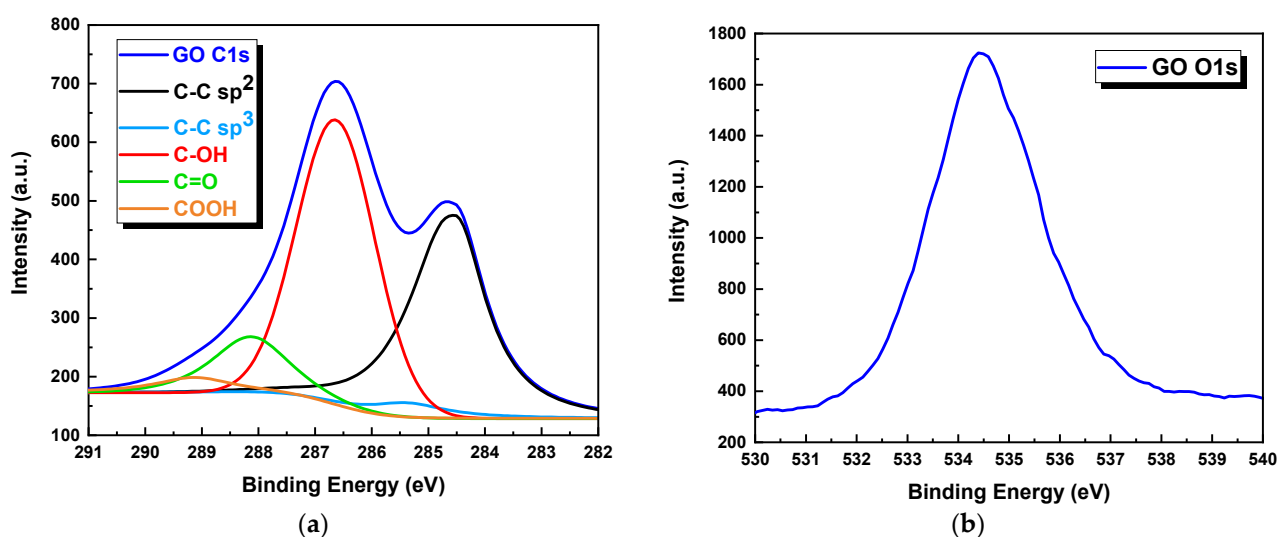 800
700
600
500
400
300
200
100
Intensity (a.u.)
GO C1s
C-C sp²
C-C sp³
C-OH
C=O
COOH
291 290 289 288 287 286 285 284 283 282
Binding Energy (eV)
(a)
1800
1600
1400
1200
1000
800
600
400
200
Intensity (a.u.)
GO O1s
530 531 532 533 534 535 536 537 538 539 540
Binding Energy (eV)
(b)